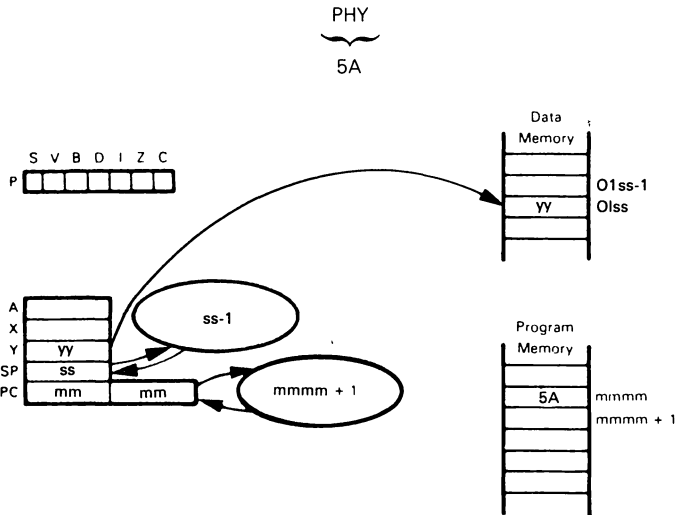 PHY
5A
Data
Memory
S V B D I Z C
P
O1ss-1
yy OIss
A
X
Y yy
SP ss
PC mm mm
ss-1
mmmm + 1
Program
Memory
5A mmmm
mmmm + 1